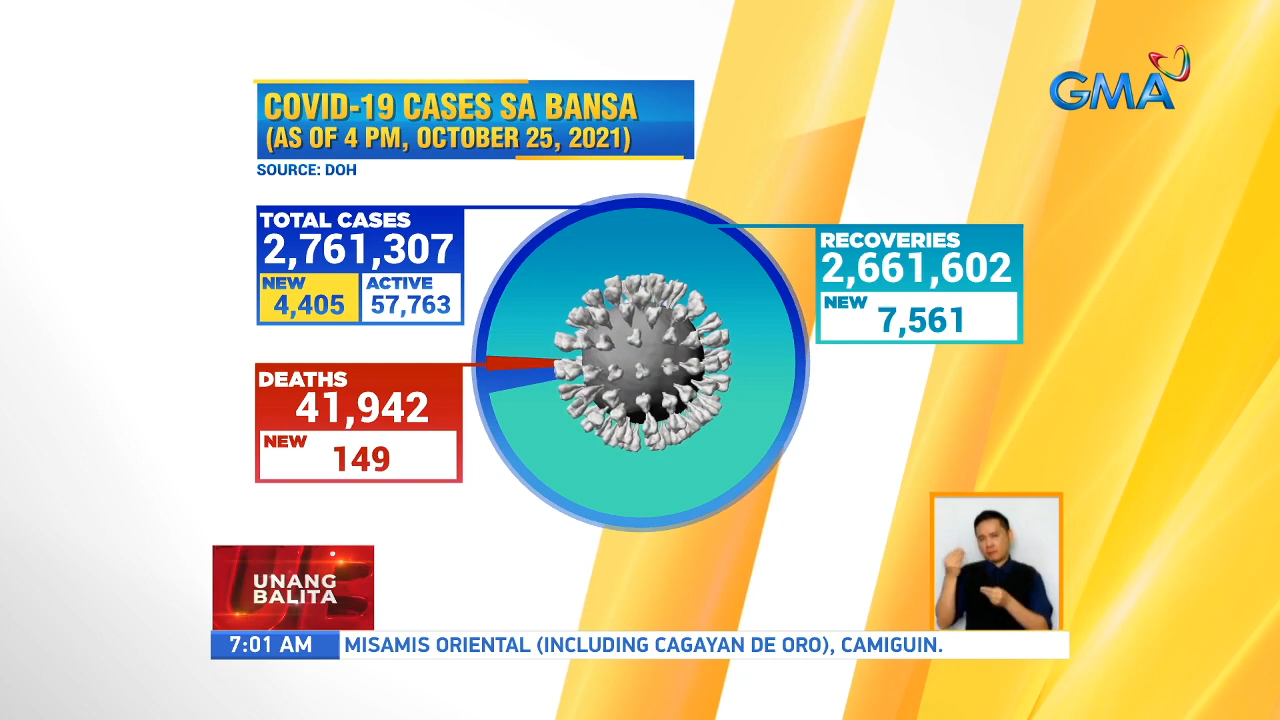 COVID-19 CASES SA BANSA
(AS OF 4 PM, OCTOBER 25, 2021)
SOURCE: DOH
GMA
TOTAL CASES
2,761,307
NEW
4,405
ACTIVE
57,763
RECOVERIES
2,661,602
NEW
7,561
DEATHS
41,942
NEW
149
UNANG
BALITA
7:01 AM
MISAMIS ORIENTAL (INCLUDING CAGAYAN DE ORO), CAMIGUIN.